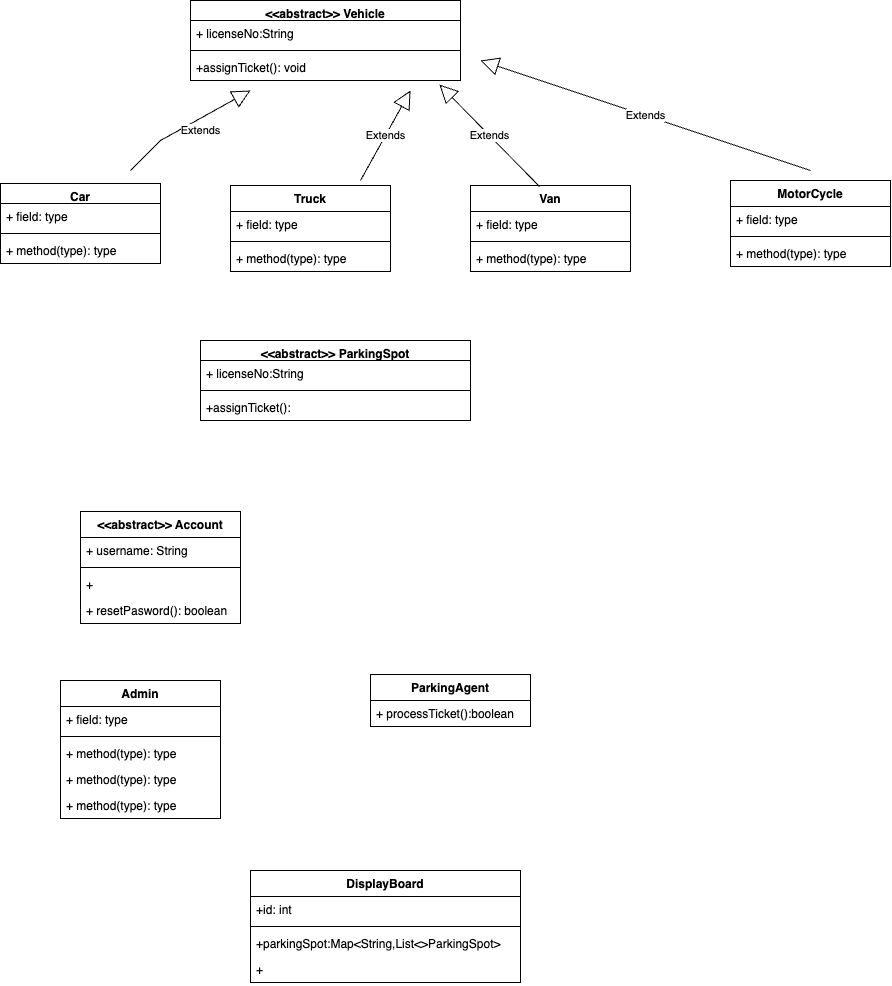 <<abstract>> Vehicle
+ licenseNo:String
+assignTicket(): void
Extends
Extends
Extends
Extends
Car
+ field: type
+ method(type): type
Truck
+ field: type
+ method(type): type
Van
+ field: type
+ method(type): type
MotorCycle
+ field: type
+ method(type): type
<<abstract>> ParkingSpot
+ licenseNo:String
+assignTicket():
<<abstract>> Account
+ username: String
+
+ resetPasword(): boolean
Admin
+ field: type
+ method(type): type
+ method(type): type
+ method(type): type
ParkingAgent
+ processTicket():boolean
DisplayBoard
+id: int
+parkingSpot:Map<String,List<>ParkingSpot>
+